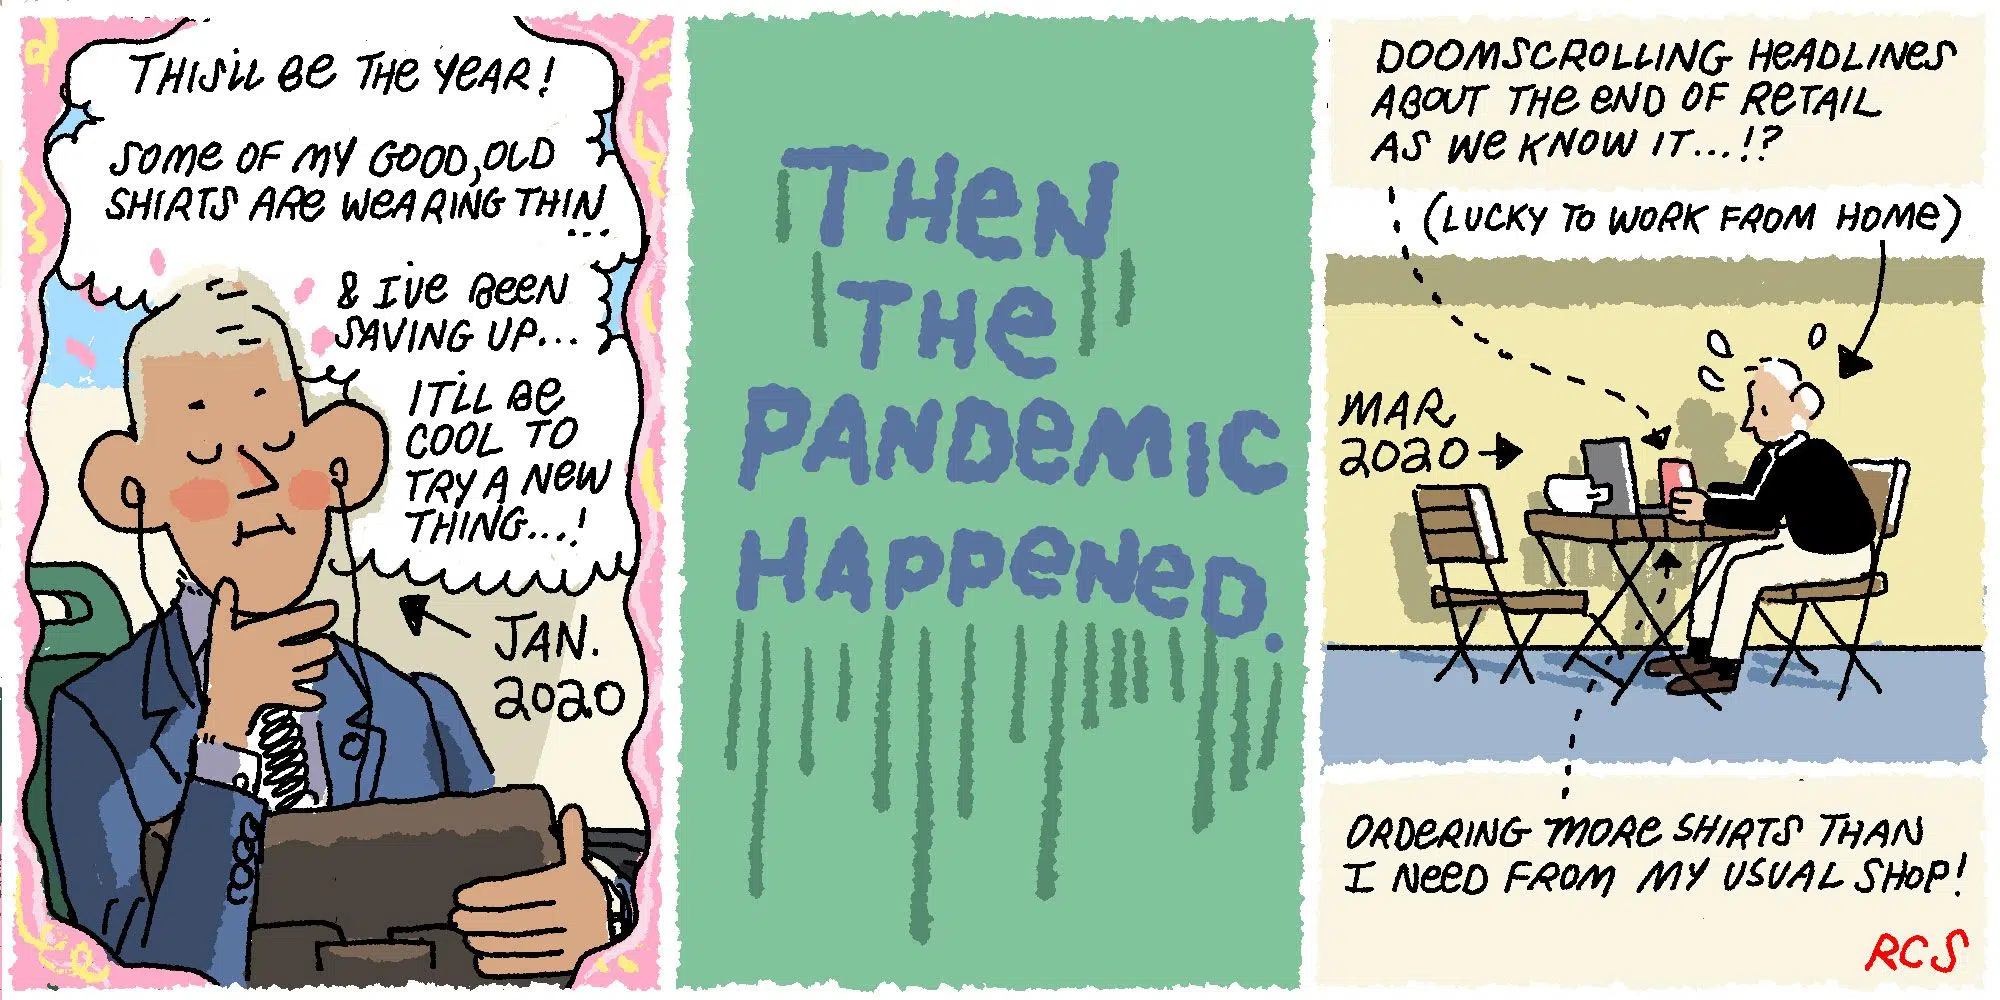 THIS'LL BE THE YEAR!
SOME OF MY GOOD, OLD
SHIRTS ARE WEARING THIN
...
& I'VE BEEN
SAVING UP...
IT'LL BE
COOL TO
TRY A NEW
THING...!
JAN.
2020
THEN
THE
PANDEMIC
HAPPENED.
DOOMSCROLLING HEADLINES
ABOUT THE END OF RETAIL
AS WE KNOW IT...!?
(LUCKY TO WORK FROM HOME)
MAR
2020
ORDERING MORE SHIRTS THAN
I NEED FROM MY USUAL SHOP!
RCS